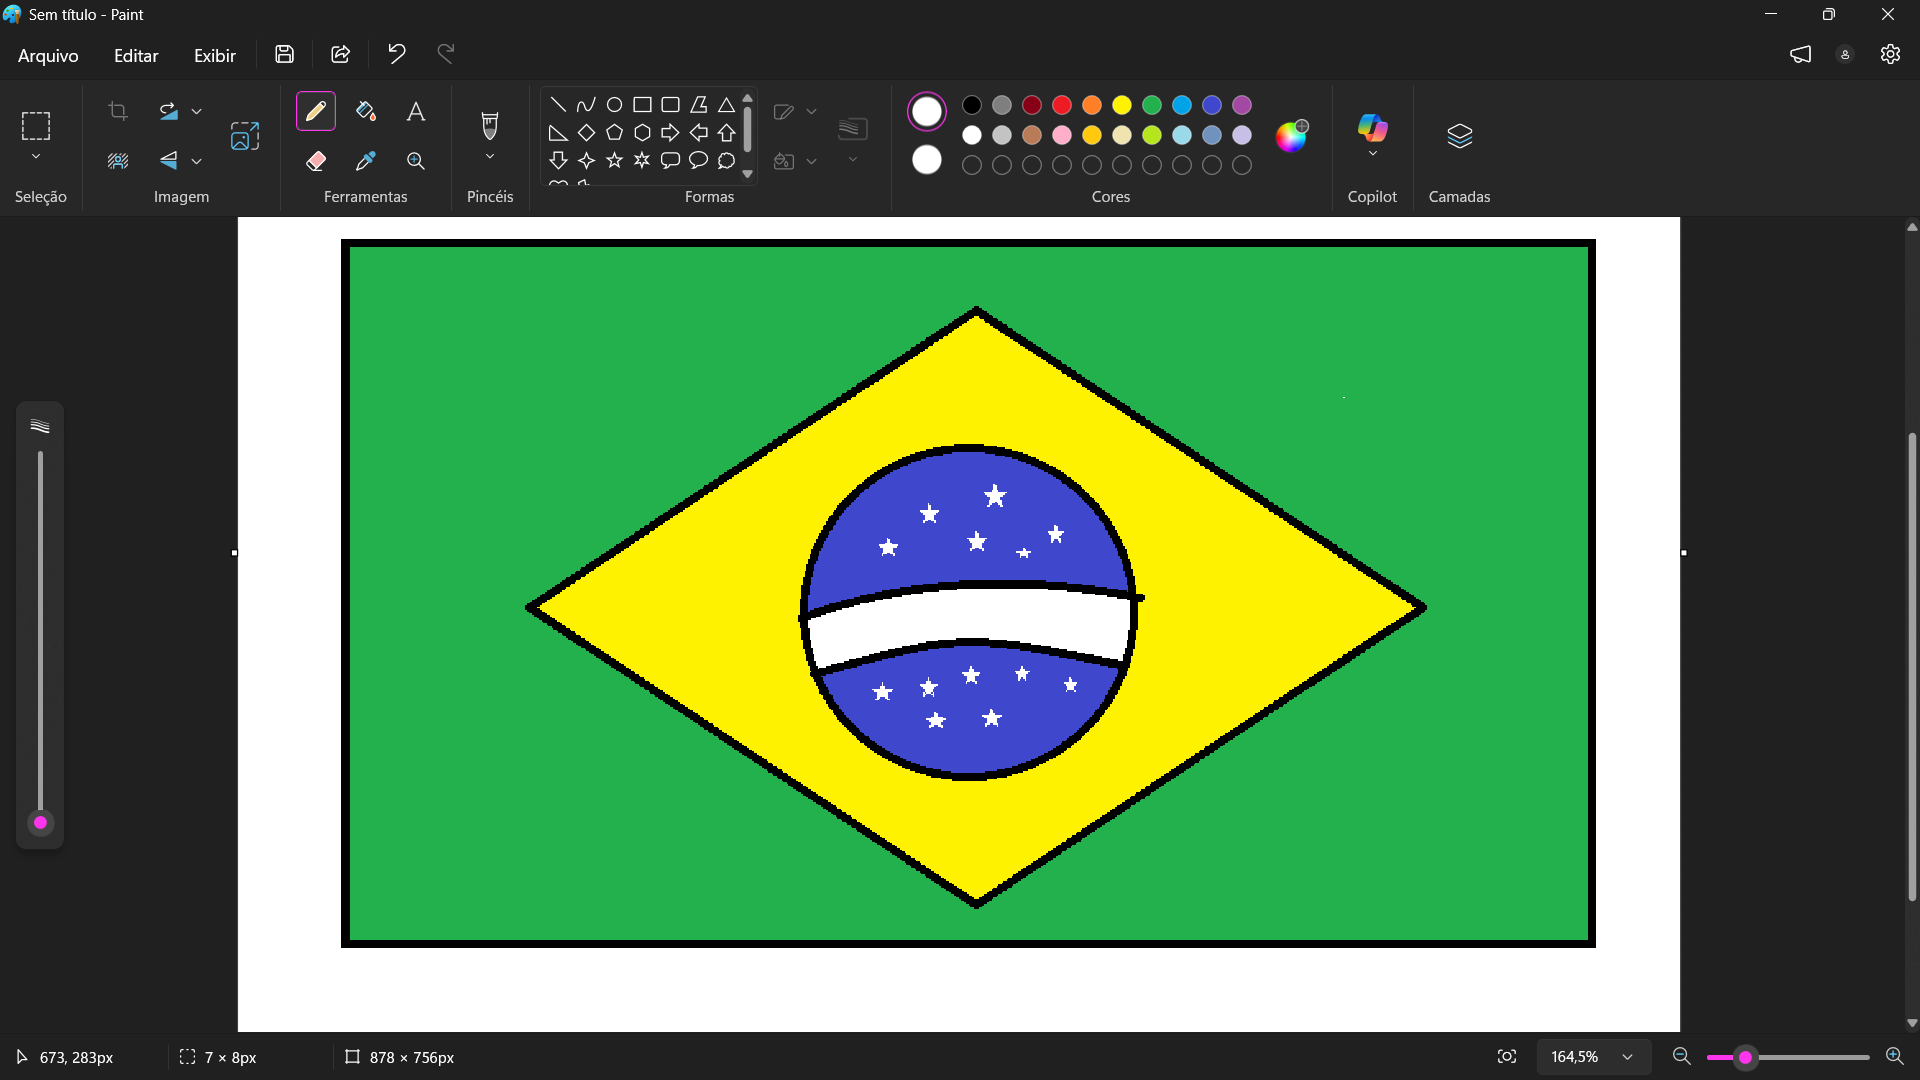 Sem título - Paint
Arquivo Editar Exibir
Seleção Imagem Ferramentas Pincéis Formas Cores Copilot Camadas
673, 283px 7 × 8px 878 × 756px 164,5%